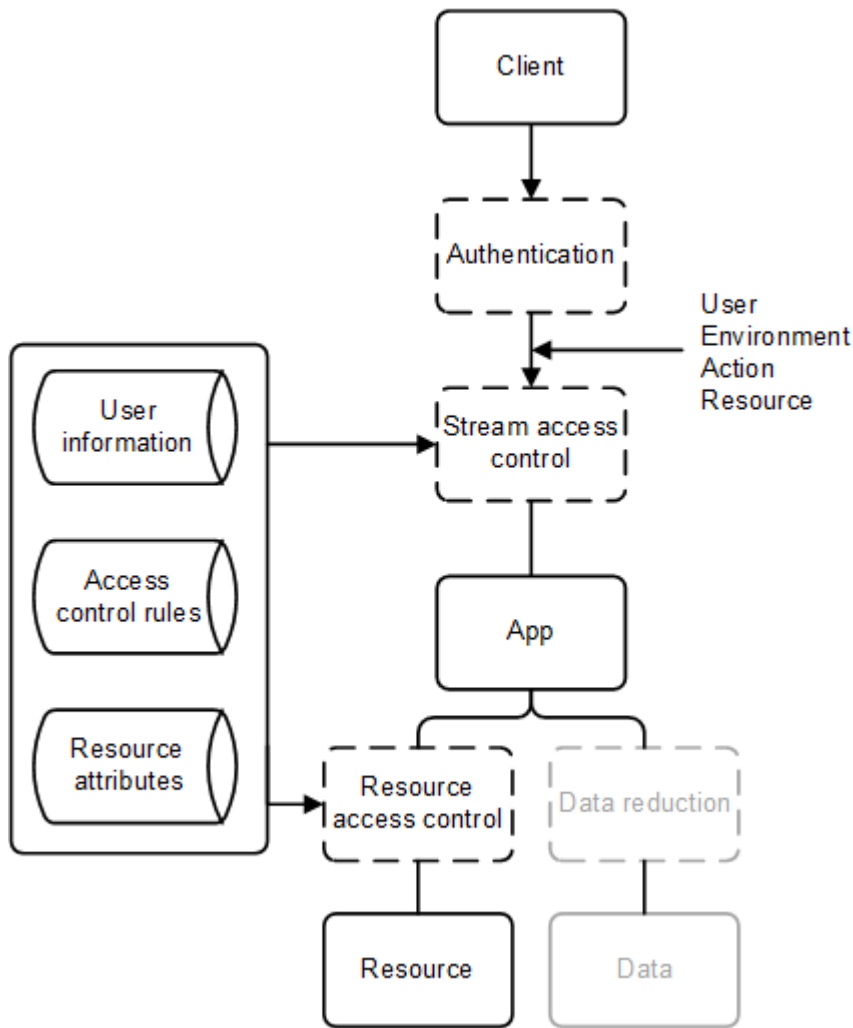 Client
Authentication
User
Environment
Action
Resource
User
information
Stream access
control
Access
control rules
App
Resource
attributes
Resource
access control
Data reduction
Resource
Data